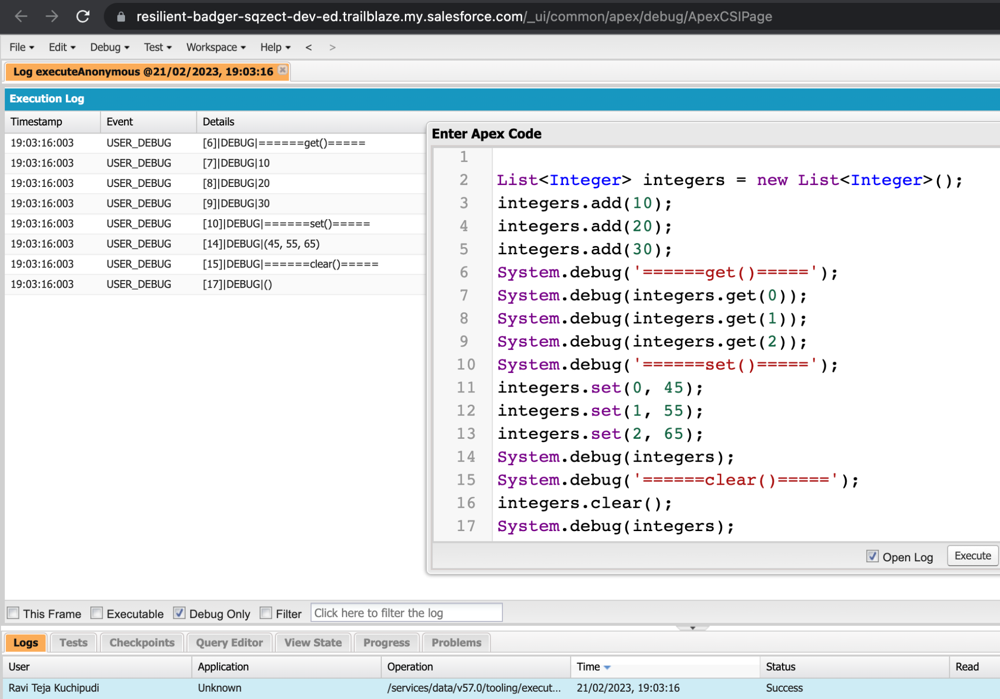 resilient-badger-sqzect-dev-ed.trailblaze.my.salesforce.com/_ui/common/apex/debug/ApexCSIPage
File Edit Debug Test Workspace Help < >
Log executeAnonymous @21/02/2023, 19:03:16
Execution Log
Timestamp Event Details
19:03:16:003 USER_DEBUG [6]|DEBUG|======get()=====
19:03:16:003 USER_DEBUG [7]|DEBUG|10
19:03:16:003 USER_DEBUG [8]|DEBUG|20
19:03:16:003 USER_DEBUG [9]|DEBUG|30
19:03:16:003 USER_DEBUG [10]|DEBUG|======set()=====
19:03:16:003 USER_DEBUG [14]|DEBUG|(45, 55, 65)
19:03:16:003 USER_DEBUG [15]|DEBUG|======clear()=====
19:03:16:003 USER_DEBUG [17]|DEBUG|()
Enter Apex Code
1
2 List<Integer> integers = new List<Integer>();
3 integers.add(10);
4 integers.add(20);
5 integers.add(30);
6 System.debug('======get()=====');
7 System.debug(integers.get(0));
8 System.debug(integers.get(1));
9 System.debug(integers.get(2));
10 System.debug('======set()=====');
11 integers.set(0, 45);
12 integers.set(1, 55);
13 integers.set(2, 65);
14 System.debug(integers);
15 System.debug('======clear()=====');
16 integers.clear();
17 System.debug(integers);
Open Log Execute
This Frame Executable Debug Only Filter Click here to filter the log
Logs Tests Checkpoints Query Editor View State Progress Problems
User Application Operation Time Status Read
Ravi Teja Kuchipudi Unknown /services/data/v57.0/tooling/execut... 21/02/2023, 19:03:16 Success